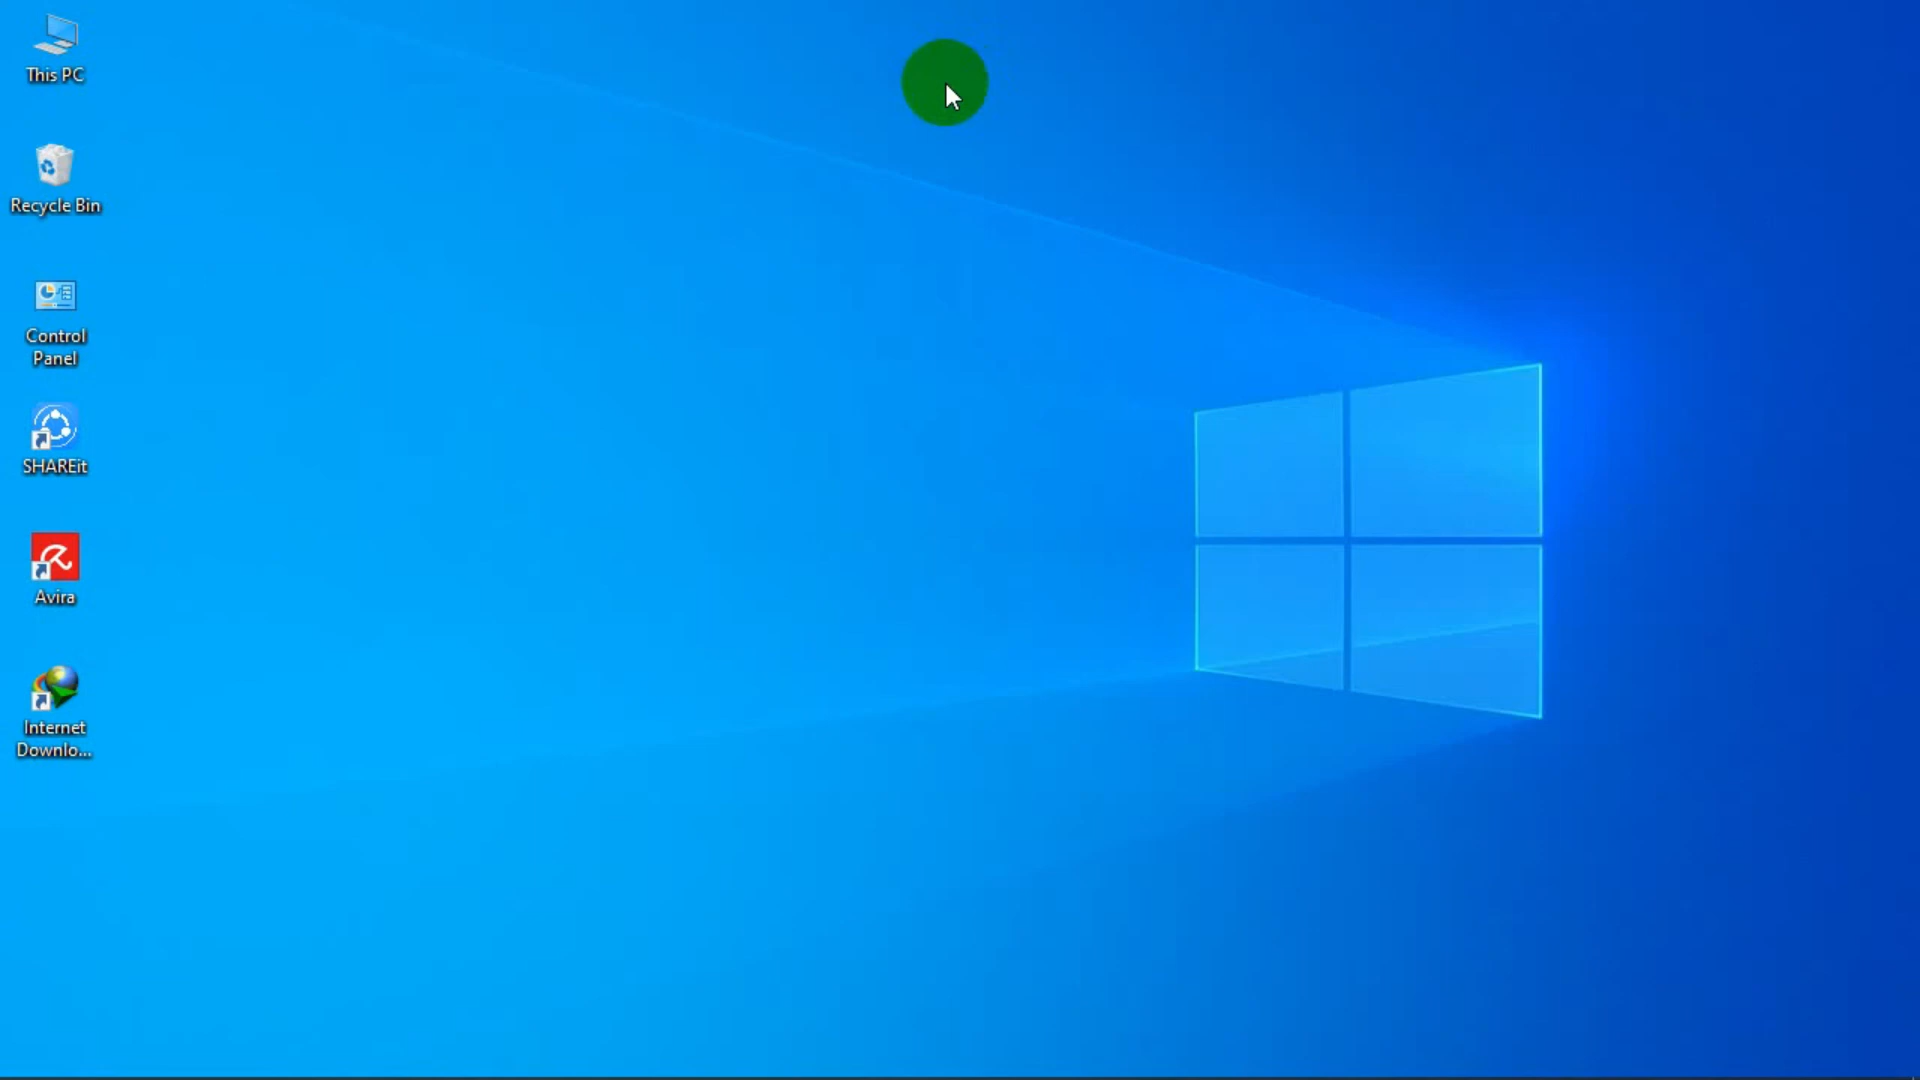 This PC
Recycle Bin
Control
Panel
SHAREit
Avira
Internet
Downlo...